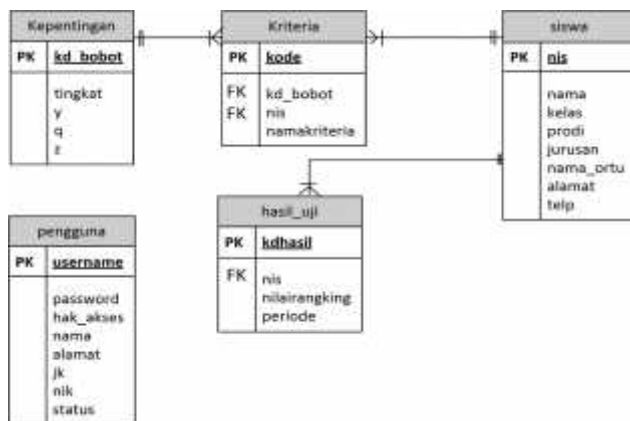 Kepentingan
PK kd_bobot
tingkat
y
q
z
Kriteria
PK kode
FK kd_bobot
FK nis
namakriteria
siswa
PK nis
nama
kelas
prodi
jurusan
nama_ortu
alamat
telp
hasil_uji
PK kdhasil
FK nis
nilairangking
periode
pengguna
PK username
password
hak_akses
nama
alamat
jk
nik
status